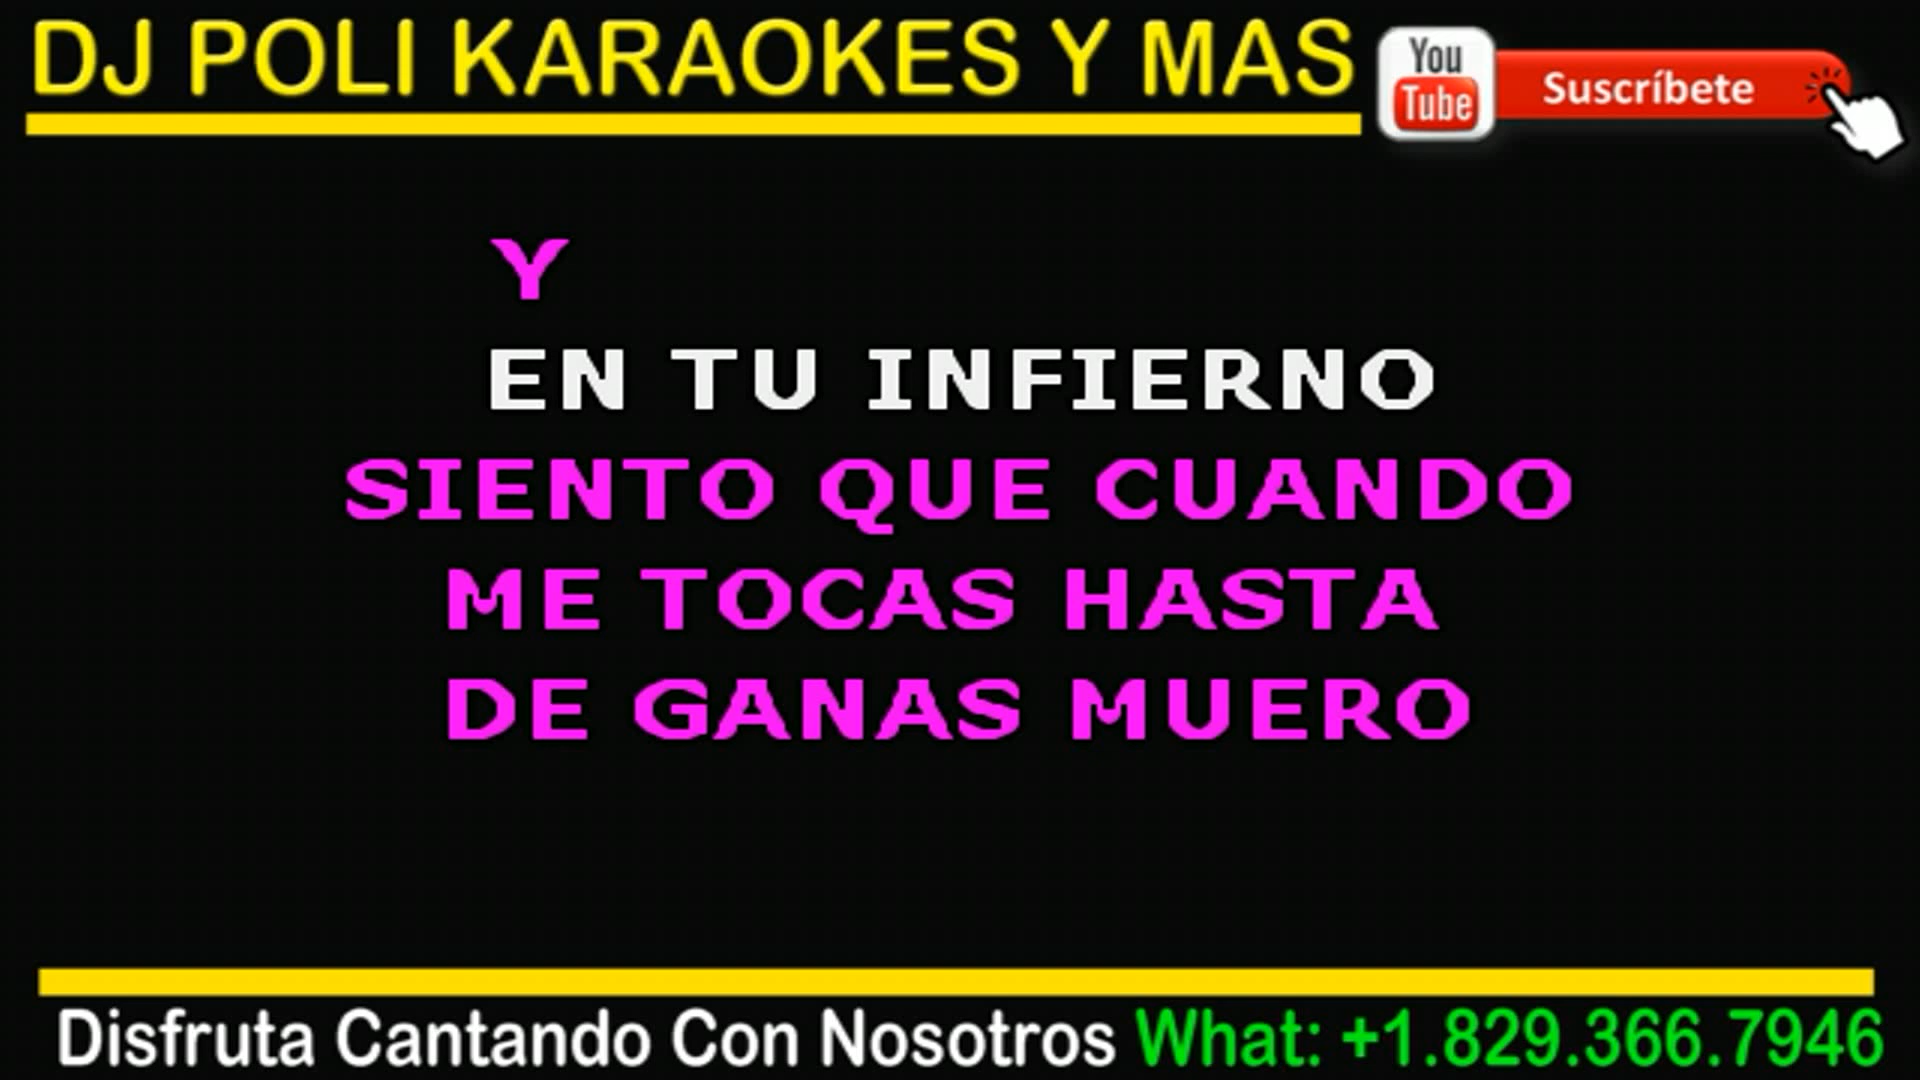 DJ POLI KARAOKES Y MAS
You
Tube
Suscríbete
Y
EN TU INFIERNO
SIENTO QUE CUANDO
ME TOCAS HASTA
DE GANAS MUERO
Disfruta Cantando Con Nosotros What: +1.829.366.7946